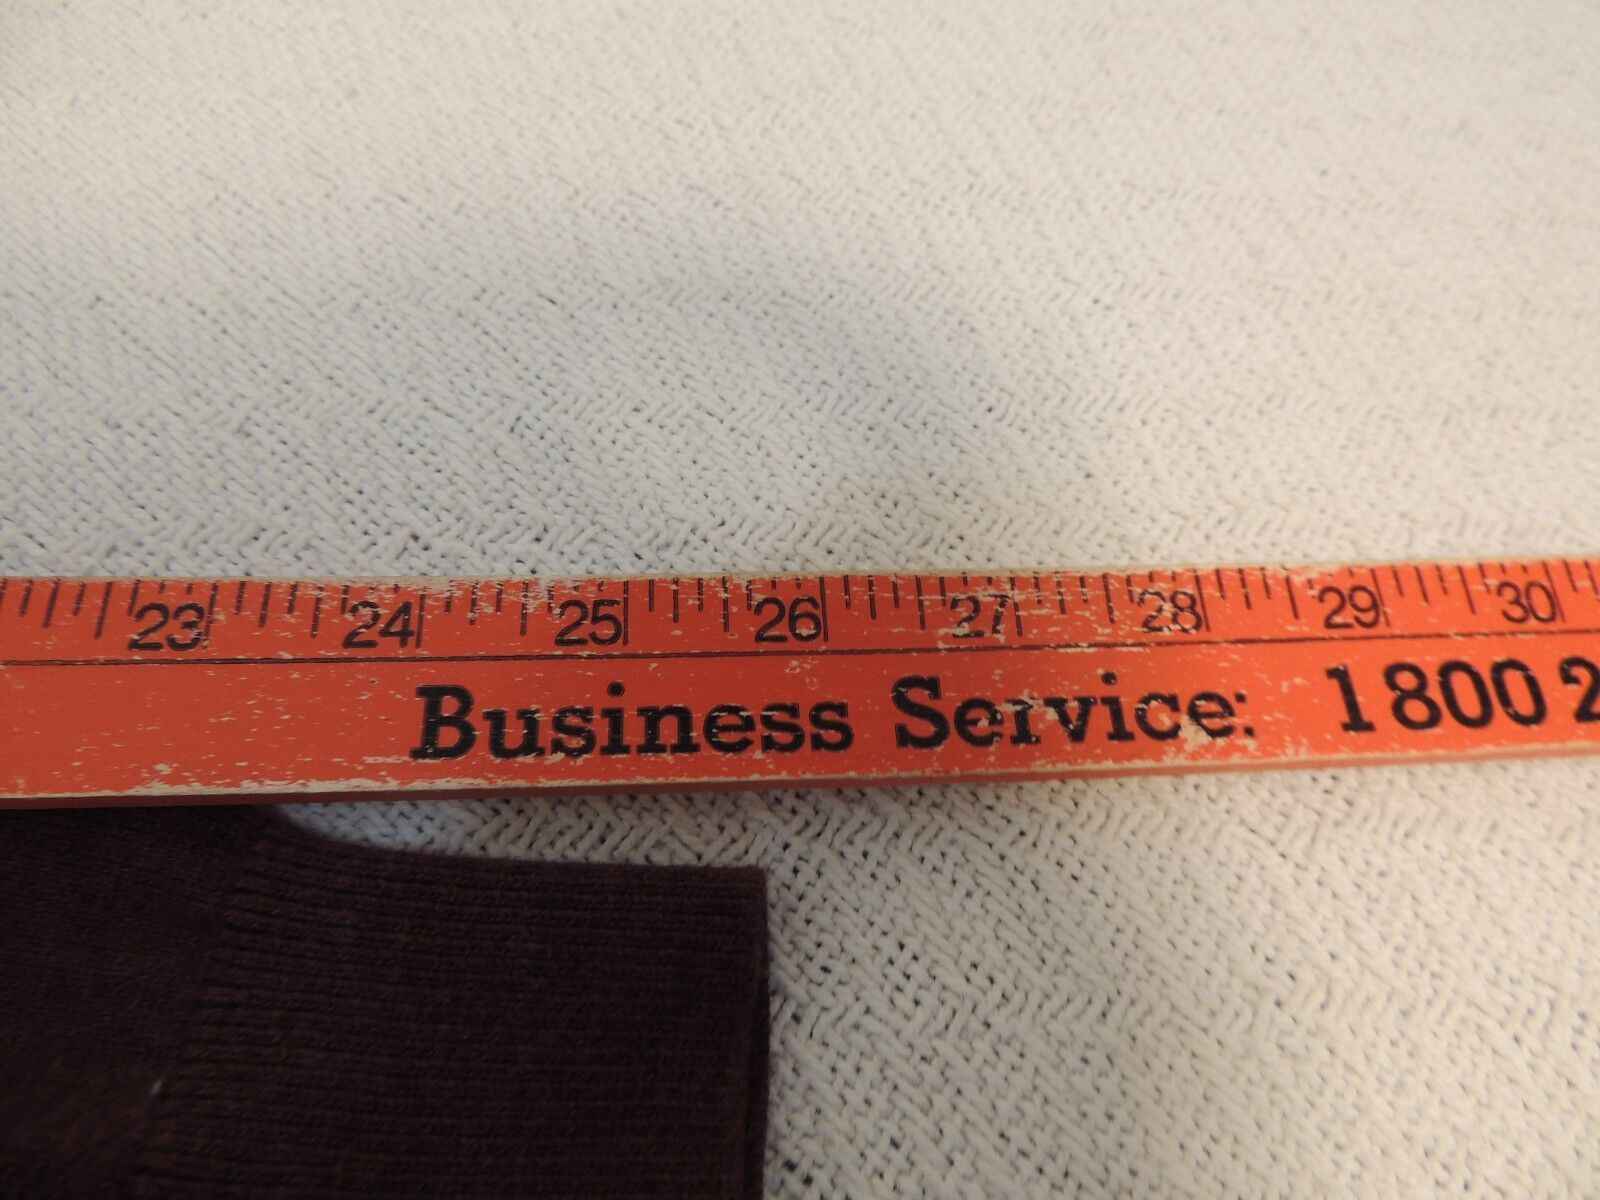 23 24 25 26 27 28 29 30
Business Service: 1 800 2